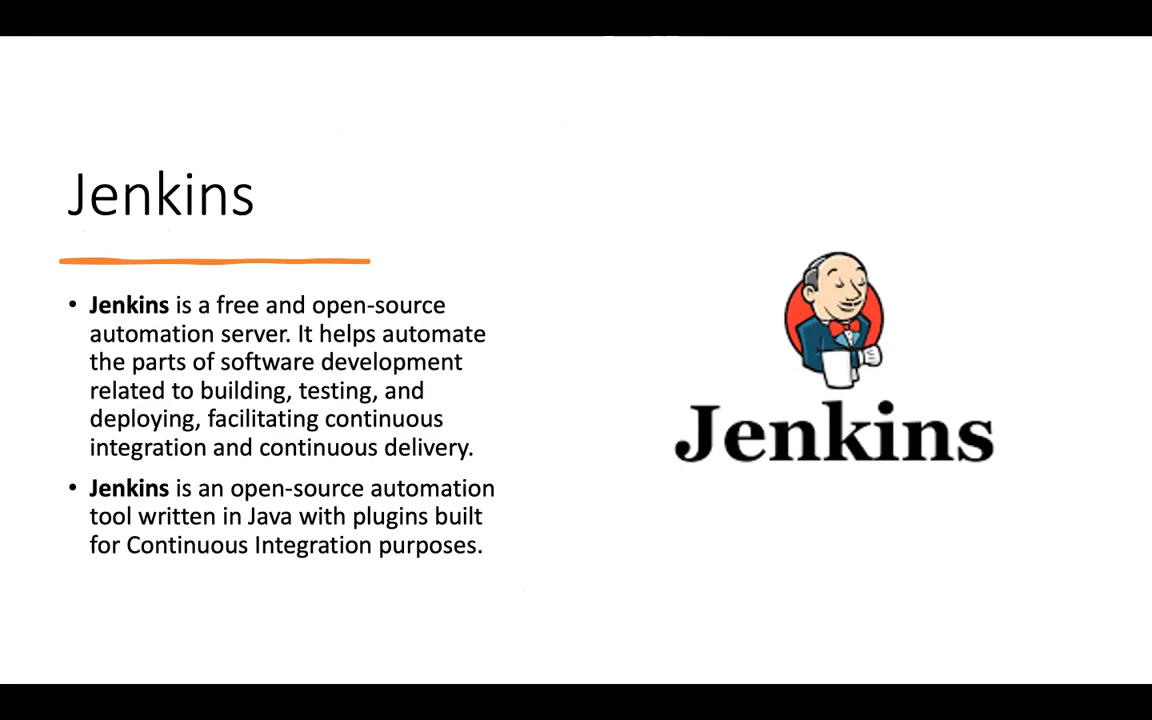 Jenkins
• Jenkins is a free and open-source
automation server. It helps automate
the parts of software development
related to building, testing, and
deploying, facilitating continuous
integration and continuous delivery.
• Jenkins is an open-source automation
tool written in Java with plugins built
for Continuous Integration purposes.
Jenkins